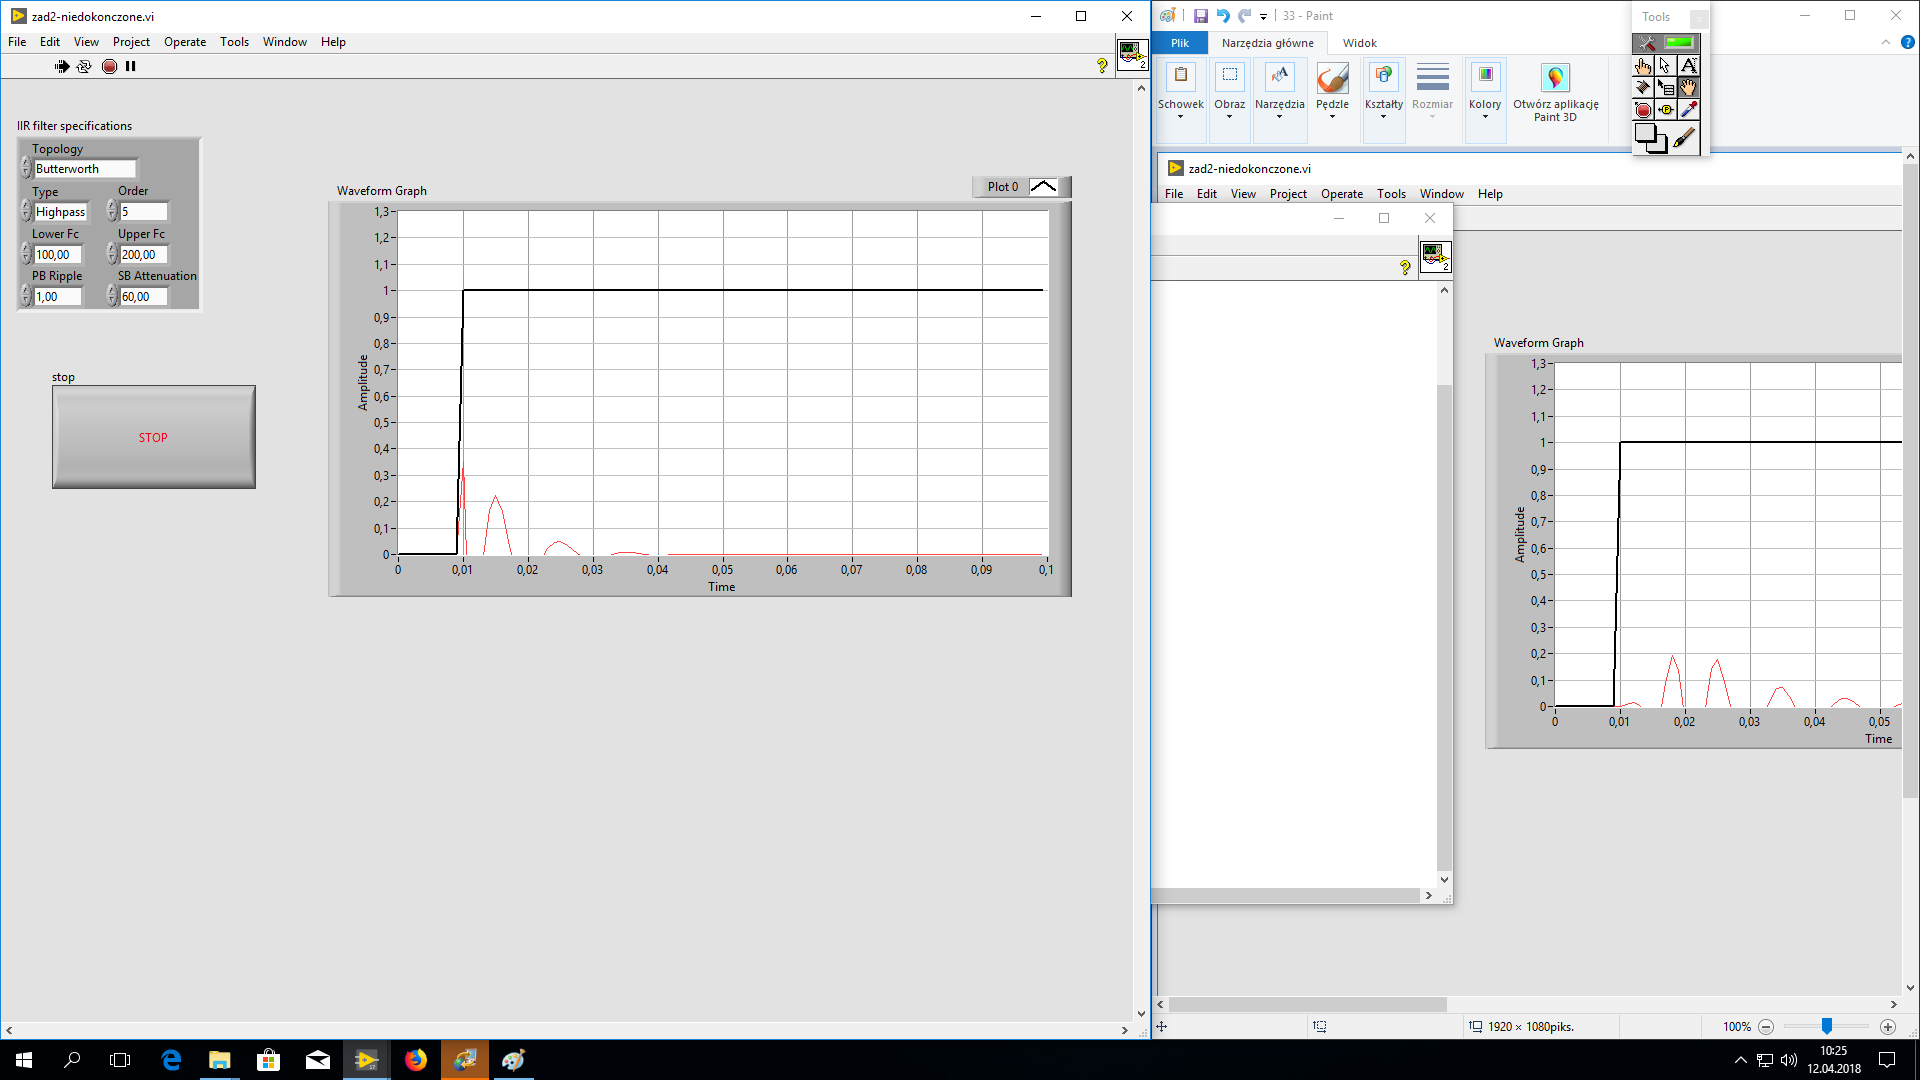 zad2-niedokonczone.vi
File Edit View Project Operate Tools Window Help
2
IIR filter specifications
Topology
Butterworth
Type Order
Highpass 5
Lower Fc Upper Fc
100,00 200,00
PB Ripple SB Attenuation
1,00 60,00
stop
STOP
Waveform Graph
Plot 0
1,3
1,2
1,1
1
0,9
0,8
0,7
0,6
0,5
0,4
0,3
0,2
0,1
0
Amplitude
0 0,01 0,02 0,03 0,04 0,05 0,06 0,07 0,08 0,09 0,1
Time
33 - Paint
Plik Narzędzia główne Widok
Schowek Obraz Narzędzia Pędzle Kształty Rozmiar Kolory Otwórz aplikację
Paint 3D
Tools
zad2-niedokonczone.vi
File Edit View Project Operate Tools Window Help
2
Waveform Graph
1,3
1,2
1,1
1
0,9
0,8
0,7
0,6
0,5
0,4
0,3
0,2
0,1
0
Amplitude
0 0,01 0,02 0,03 0,04 0,05
Time
1920 × 1080piks.
100%
10:25
12.04.2018